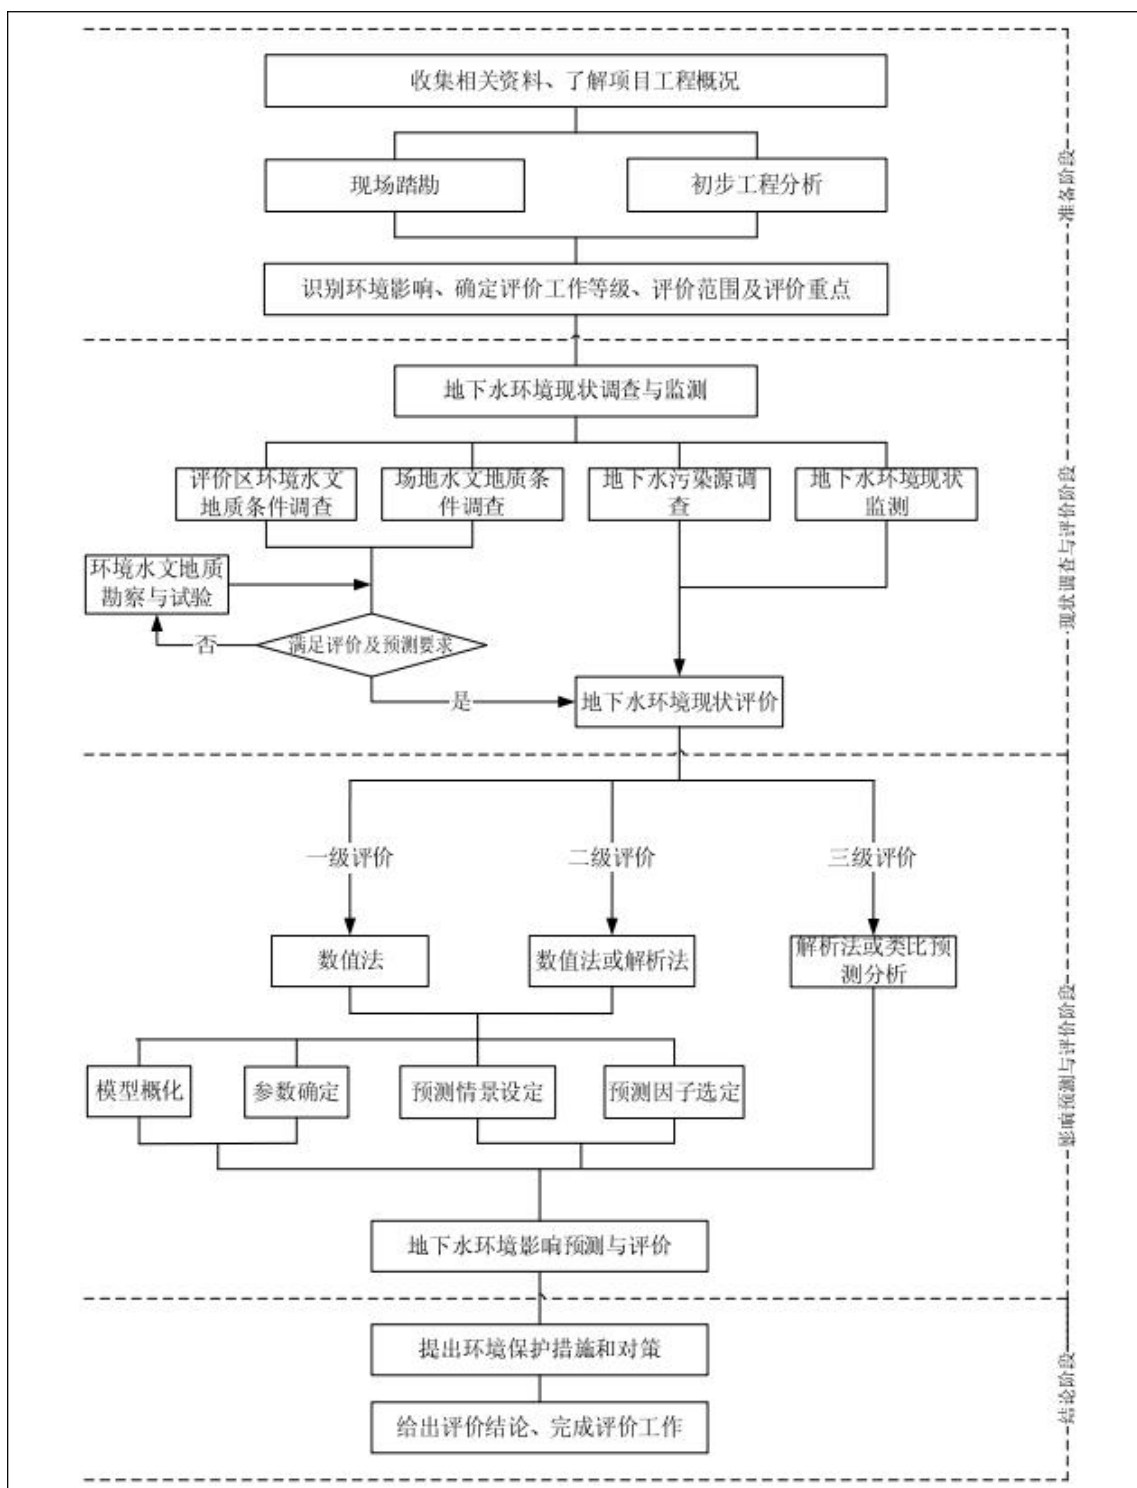 收集相关资料、了解项目工程概况
现场踏勘
初步工程分析
准备阶段
识别环境影响、确定评价工作等级、评价范围及评价重点
地下水环境现状调查与监测
评价区环境水文
地质条件调查
场地水文地质条
件调查
地下水污染源调
查
地下水环境现状
监测
现状调查与评价阶段
环境水文地质
勘察与试验
否
满足评价及预测要求
是
地下水环境现状评价
一级评价
二级评价
三级评价
数值法
数值法或解析法
解析法或类比预
测分析
影响预测与评价阶段
模型概化
参数确定
预测情景设定
预测因子选定
地下水环境影响预测与评价
提出环境保护措施和对策
结论阶段
给出评价结论、完成评价工作